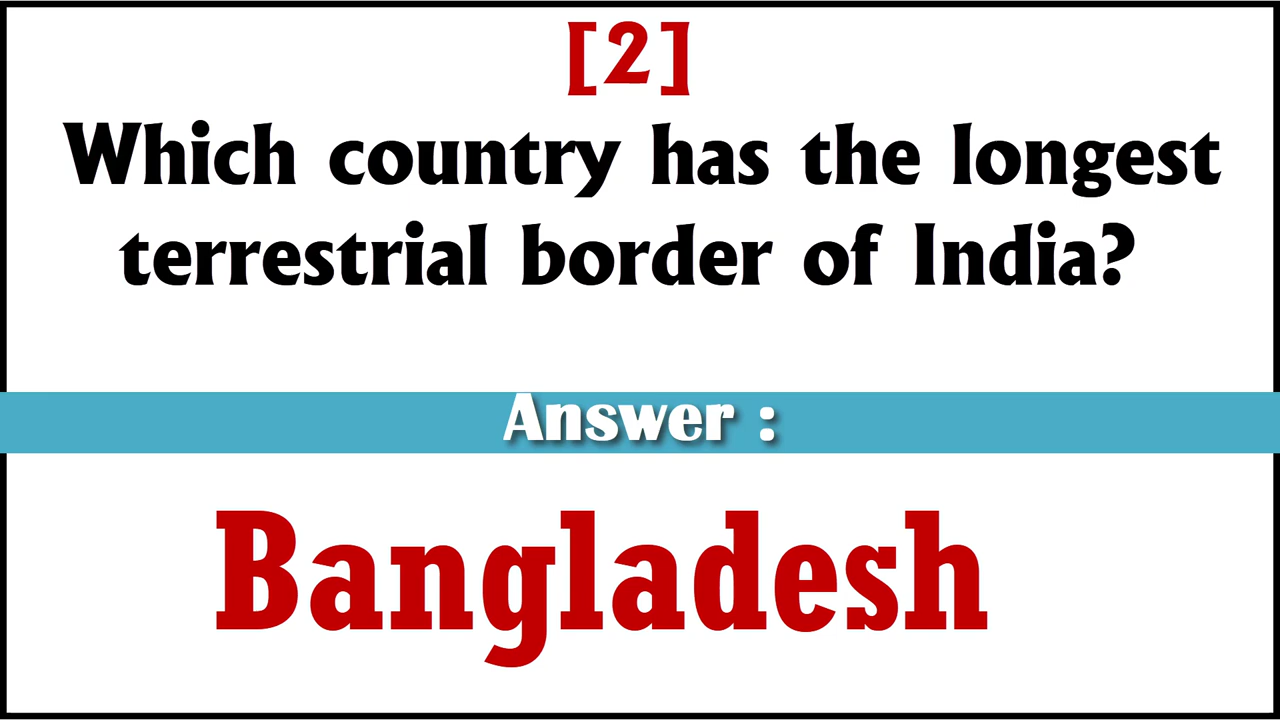 [2]
Which country has the longest
terrestrial border of India?
Answer :
Bangladesh